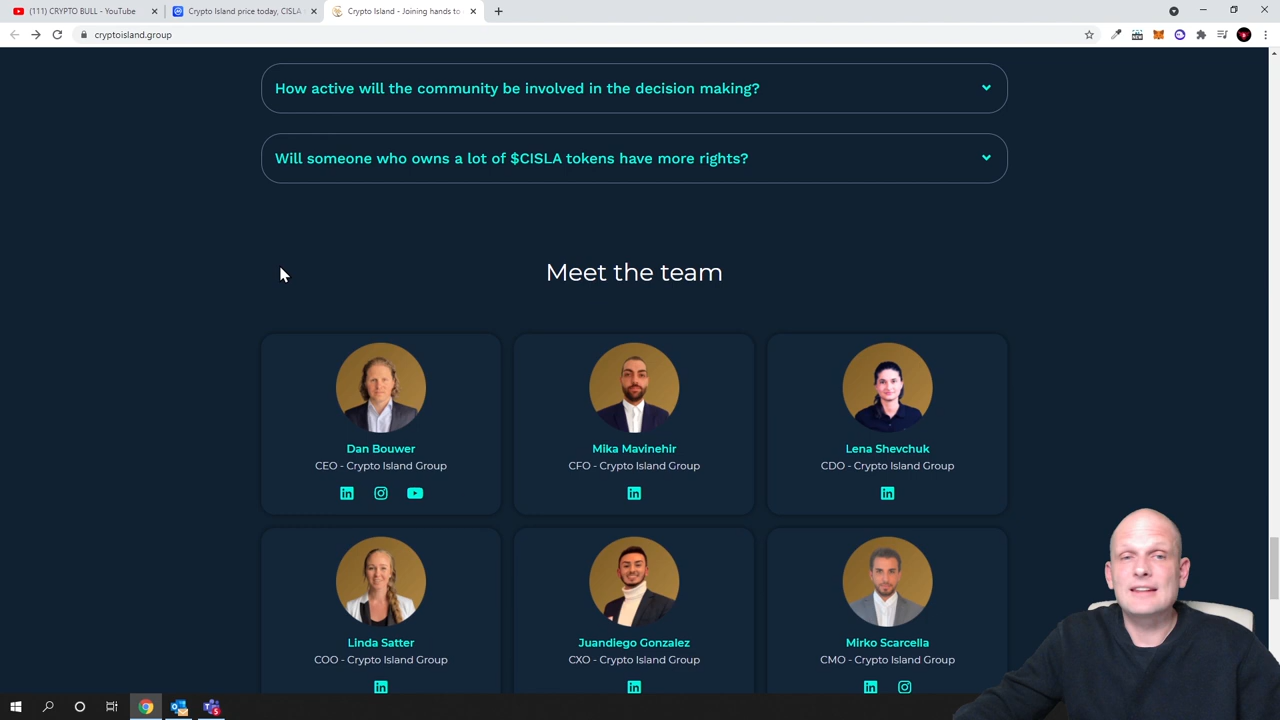 (111) CRYPTO BULL - YouTube
Crypto Island price today, CISLA
Crypto Island - Joining hands to
cryptoisland.group
How active will the community be involved in the decision making?
Will someone who owns a lot of $CISLA tokens have more rights?
Meet the team
Dan Bouwer
CEO - Crypto Island Group
Mika Mavinehir
CFO - Crypto Island Group
Lena Shevchuk
CDO - Crypto Island Group
Linda Satter
COO - Crypto Island Group
Juandiego Gonzalez
CXO - Crypto Island Group
Mirko Scarcella
CMO - Crypto Island Group